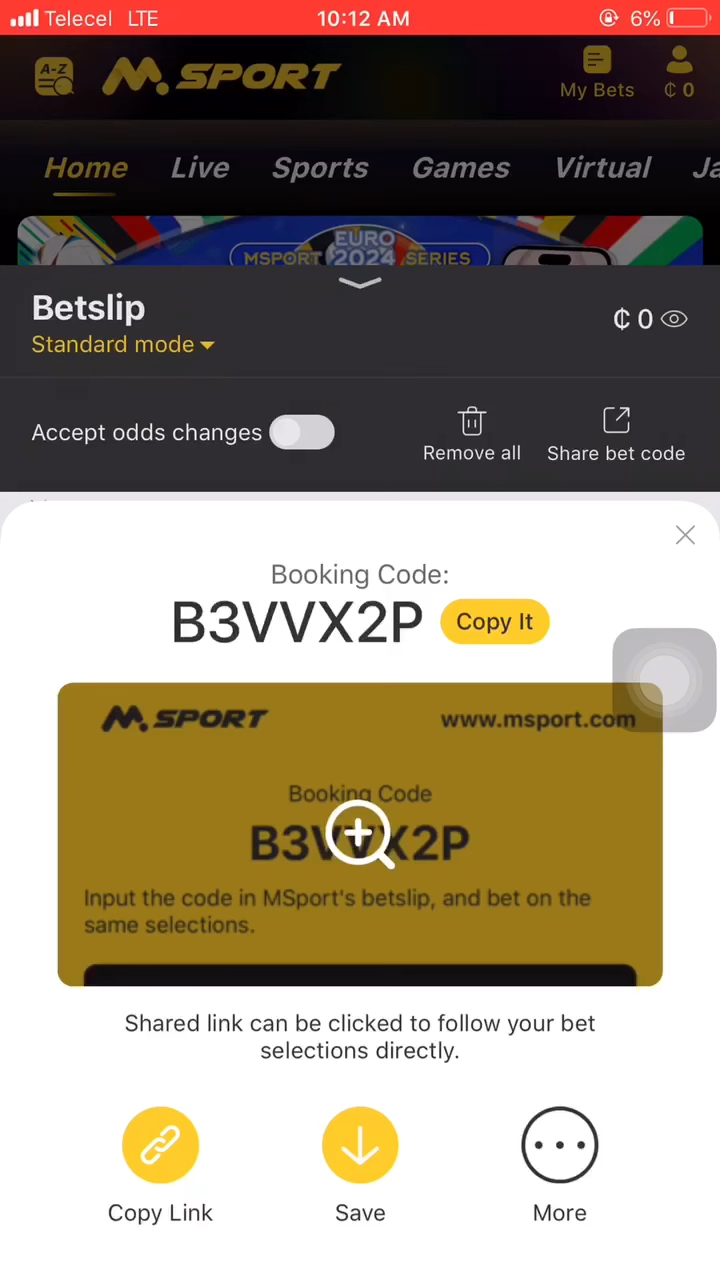 Telecel LTE 10:12 AM 6%
A-Z M.SPORT My Bets ₵ 0
Home Live Sports Games Virtual Ja
EURO
MSPORT 2024 SERIES
Betslip
₵ 0
Standard mode
Accept odds changes Remove all Share bet code
Booking Code:
B3VVX2P Copy It
M.SPORT www.msport.com
Booking Code
B3VVX2P
Input the code in MSport's betslip, and bet on the
same selections.
Shared link can be clicked to follow your bet
selections directly.
Copy Link Save More